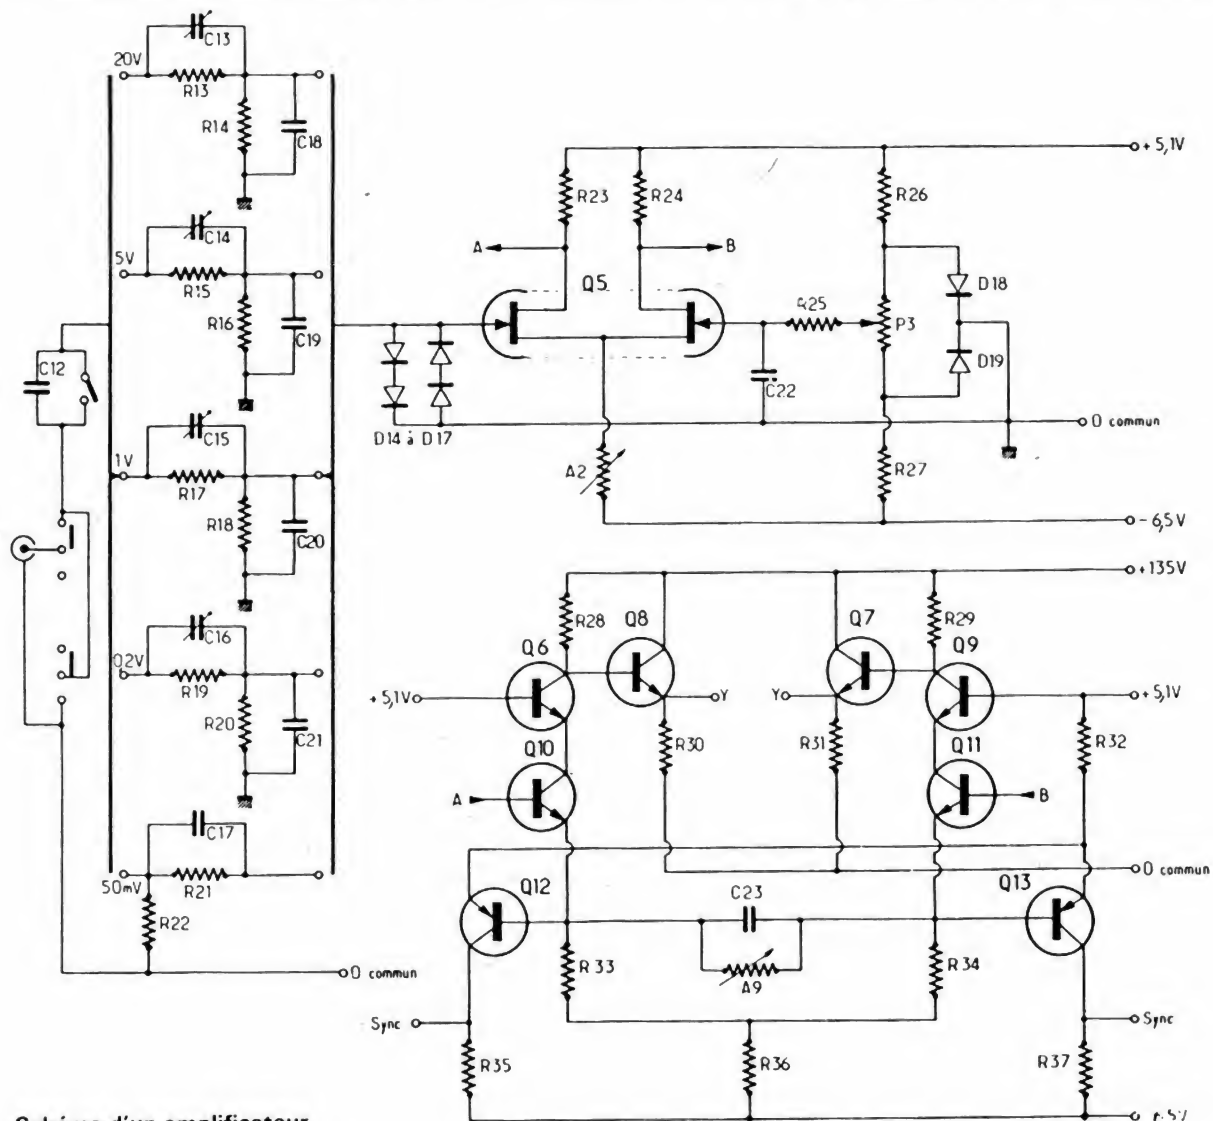 C13
20V
R13
R14
C18
C14
5V
R15
R16
C19
C12
C15
1V
R17
R18
C20
C16
0,2V
R19
R20
C21
C17
50mV
R21
R22
0 commun
+5,1V
R23
R24
R26
A
B
Q5
D18
R25
P3
D19
C22
D14 à D17
0 commun
A2
R27
-6,5V
+135V
R28
Q8
Q7
R29
Q6
Q9
+5,1V
Y
Y
+5,1V
R30
R31
R32
Q10
Q11
A
B
0 commun
Q12
C23
Q13
R33
A9
R34
Sync
Sync
R35
R36
R37
6,5V
Schéma d'un amplificateur